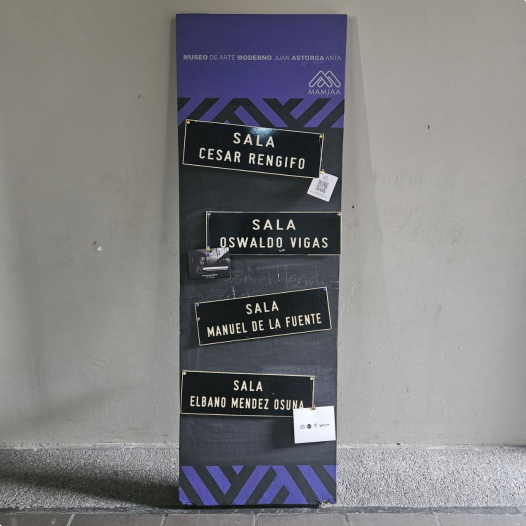 MUSEO DE ARTE MODERNO JUAN ASTORGA ANTA
MAMJAA
SALA
CESAR RENGIFO
SALA
OSWALDO VIGAS
SALA
MANUEL DE LA FUENTE
SALA
ELBANO MENDEZ OSUNA